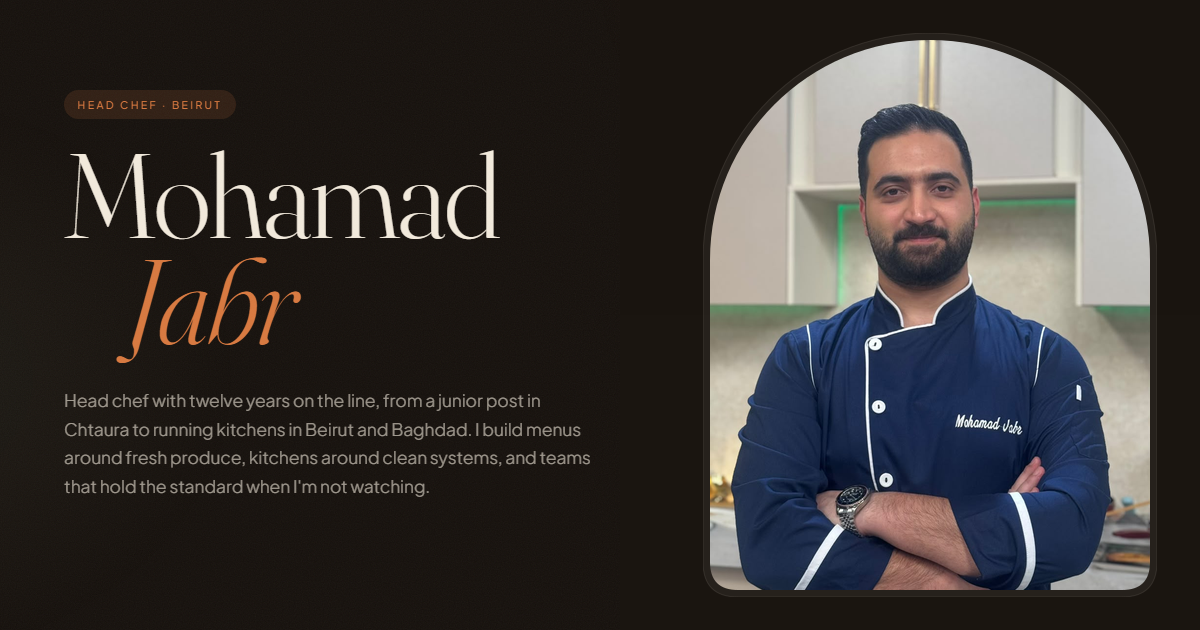 HEAD CHEF · BEIRUT
Mohamad
Jabr
Head chef with twelve years on the line, from a junior post in
Chtaura to running kitchens in Beirut and Baghdad. I build menus
around fresh produce, kitchens around clean systems, and teams
that hold the standard when I'm not watching.
Mohamad Jabr